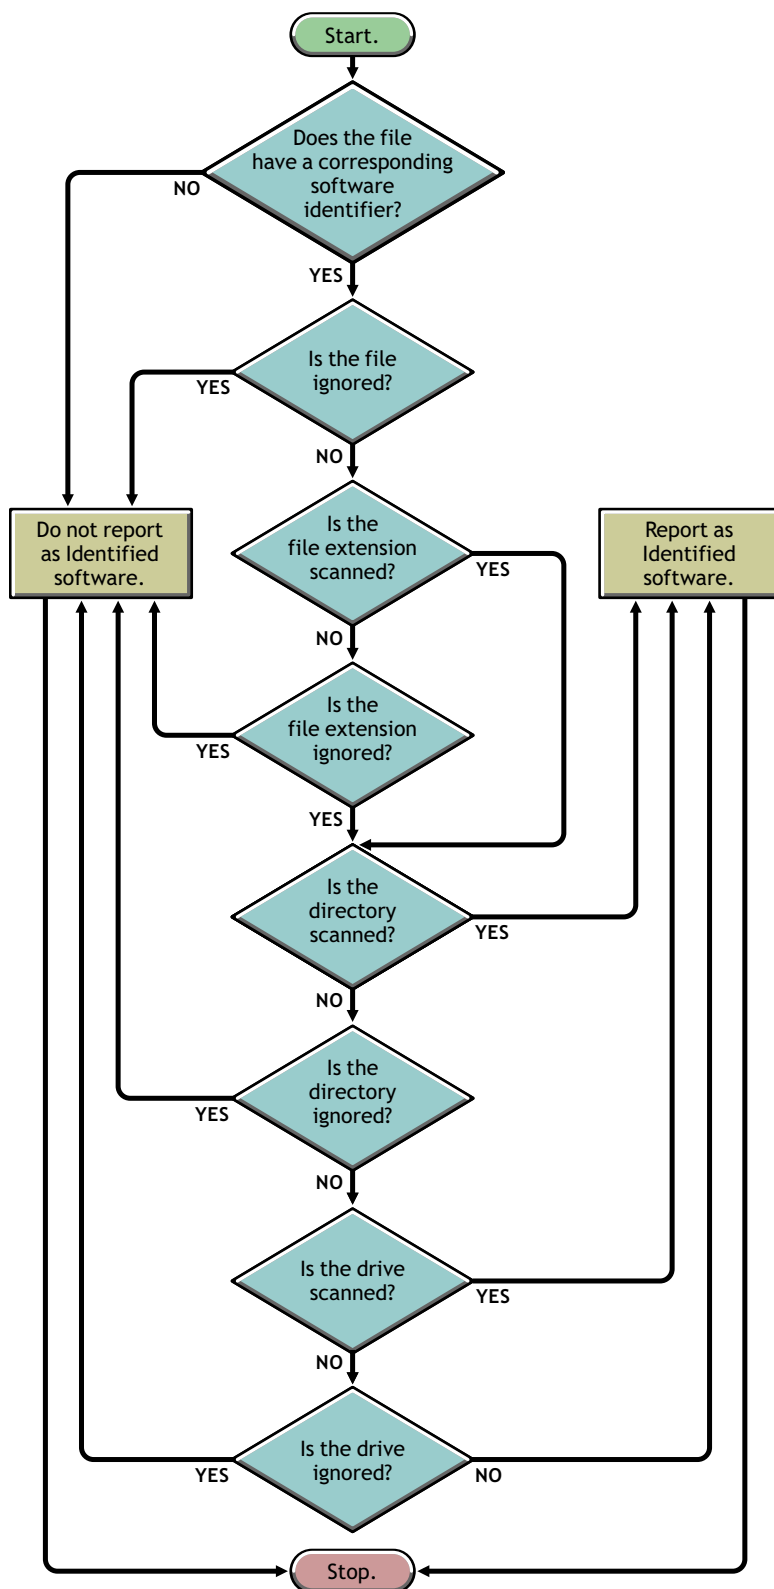 Start.
Does the file
have a corresponding
software
identifier?
NO
YES
Is the file
ignored?
YES
NO
Do not report
as Identified
software.
Is the
file extension
scanned?
YES
Report as
Identified
software.
NO
Is the
file extension
ignored?
YES
YES
Is the
directory
scanned?
YES
NO
Is the
directory
ignored?
YES
NO
Is the drive
scanned?
YES
NO
Is the drive
ignored?
YES
NO
Stop.